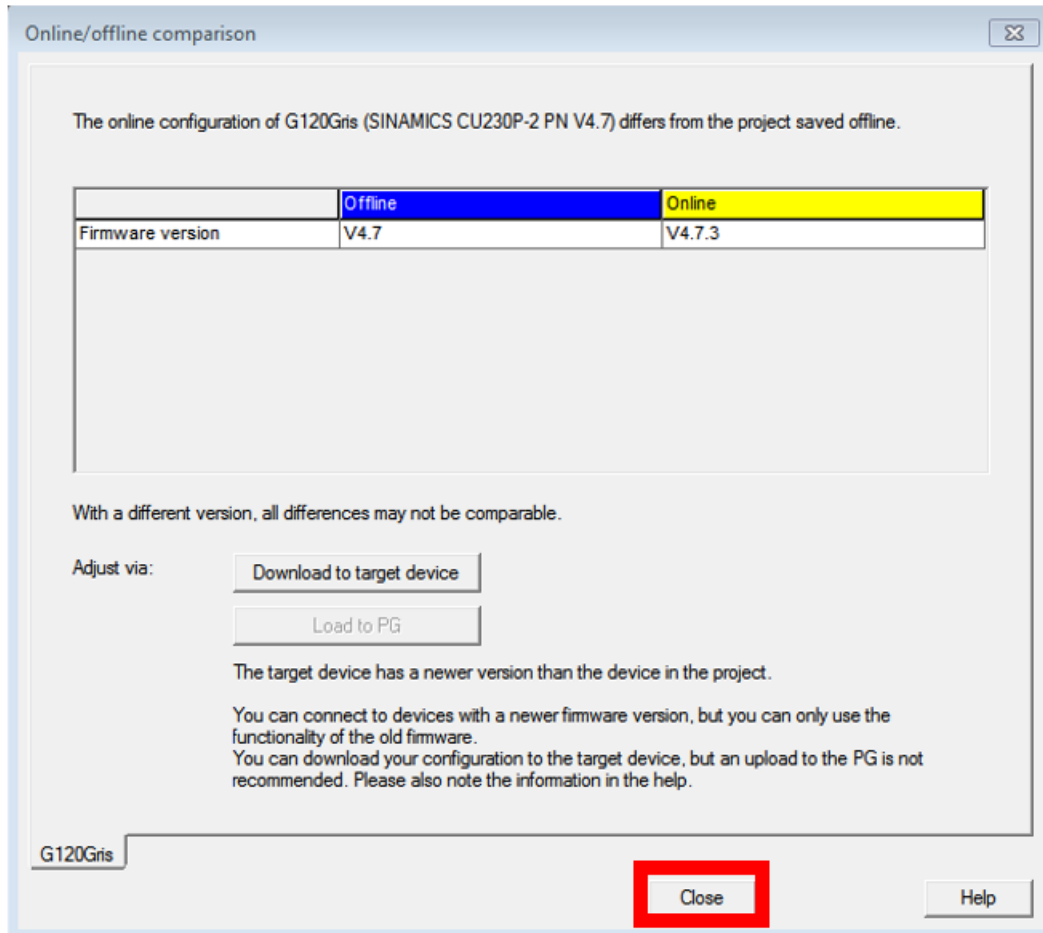 Online/offline comparison
The online configuration of G120Gris (SINAMICS CU230P-2 PN V4.7) differs from the project saved offline.
Offline Online
Firmware version V4.7 V4.7.3
With a different version, all differences may not be comparable.
Adjust via: Download to target device
Load to PG
The target device has a newer version than the device in the project.
You can connect to devices with a newer firmware version, but you can only use the
functionality of the old firmware.
You can download your configuration to the target device, but an upload to the PG is not
recommended. Please also note the information in the help.
G120Gris
Close Help